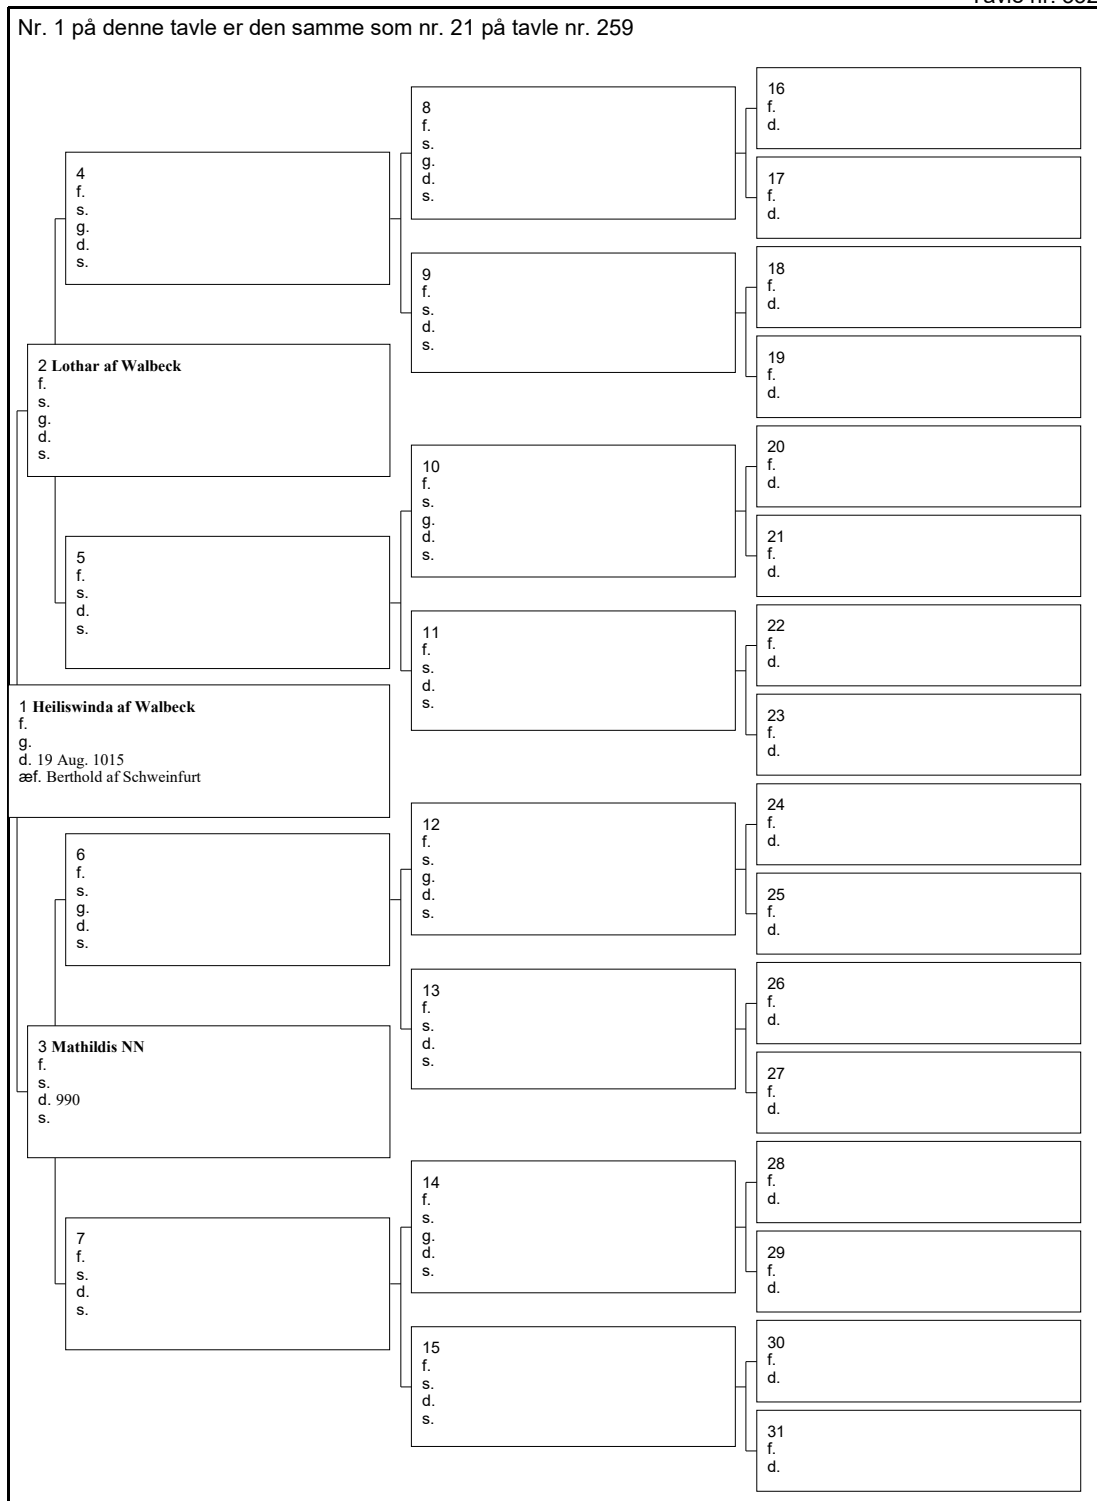 Nr. 1 på denne tavle er den samme som nr. 21 på tavle nr. 259
16
f.
d.
8
f.
s.
g.
d.
s.
17
f.
d.
4
f.
s.
g.
d.
s.
18
f.
d.
9
f.
s.
d.
s.
19
f.
d.
2 Lothar af Walbeck
f.
s.
g.
d.
s.
20
f.
d.
10
f.
s.
g.
d.
s.
21
f.
d.
5
f.
s.
d.
s.
22
f.
d.
11
f.
s.
d.
s.
23
f.
d.
1 Heiliswinda af Walbeck
f.
g.
d. 19 Aug. 1015
æf. Berthold af Schweinfurt
24
f.
d.
12
f.
s.
g.
d.
s.
25
f.
d.
6
f.
s.
g.
d.
s.
26
f.
d.
13
f.
s.
d.
s.
27
f.
d.
3 Mathildis NN
f.
s.
d. 990
s.
28
f.
d.
14
f.
s.
g.
d.
s.
29
f.
d.
7
f.
s.
d.
s.
30
f.
d.
15
f.
s.
d.
s.
31
f.
d.